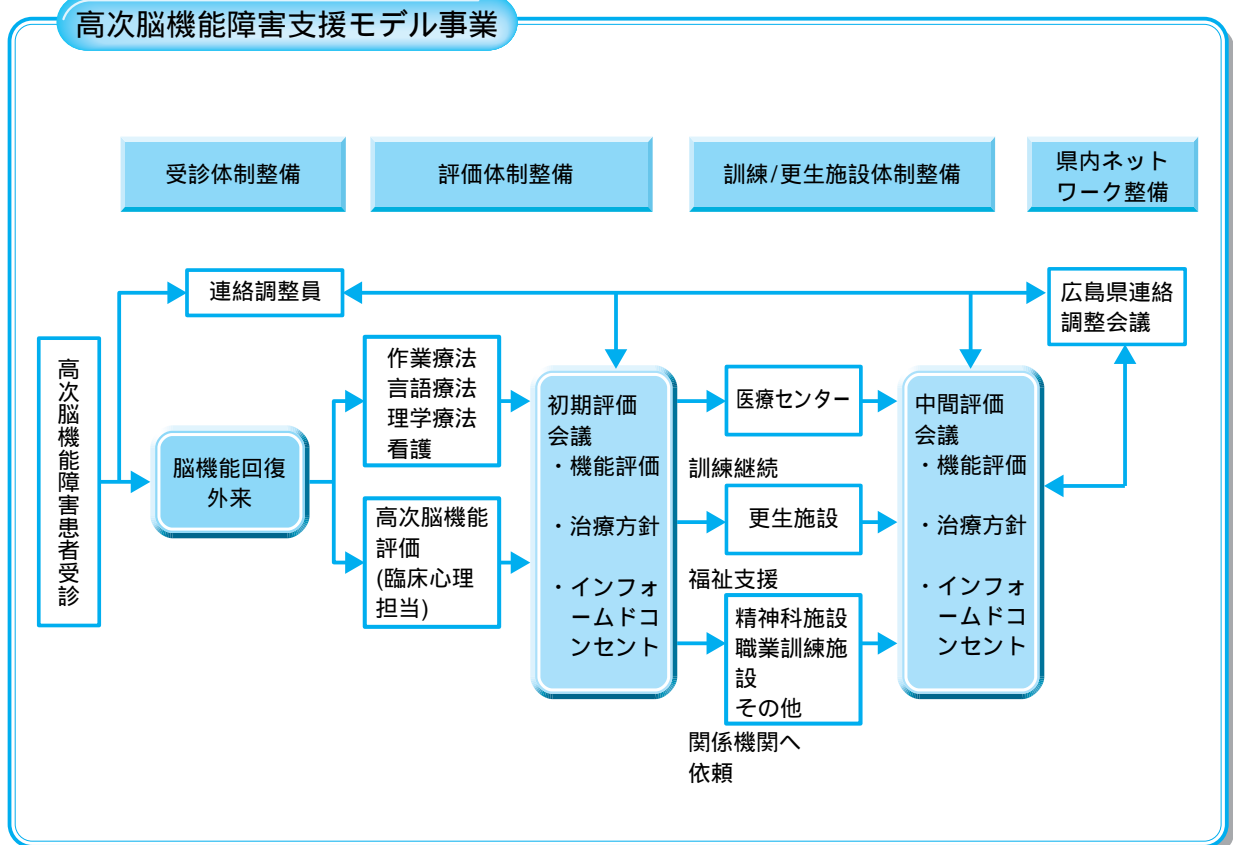 高次脳機能障害支援モデル事業
受診体制整備
評価体制整備
訓練/更生施設体制整備
県内ネット
ワーク整備
連絡調整員
広島県連絡
調整会議
高次脳機能障害患者受診
脳機能回復
外来
作業療法
言語療法
理学療法
看護
高次脳機能
評価
(臨床心理
担当)
初期評価
会議
・機能評価
・治療方針
・インフォ
ームドコ
ンセント
医療センター
訓練継続
更生施設
福祉支援
精神科施設
職業訓練施
設
その他
関係機関へ
依頼
中間評価
会議
・機能評価
・治療方針
・インフォ
ームドコ
ンセント